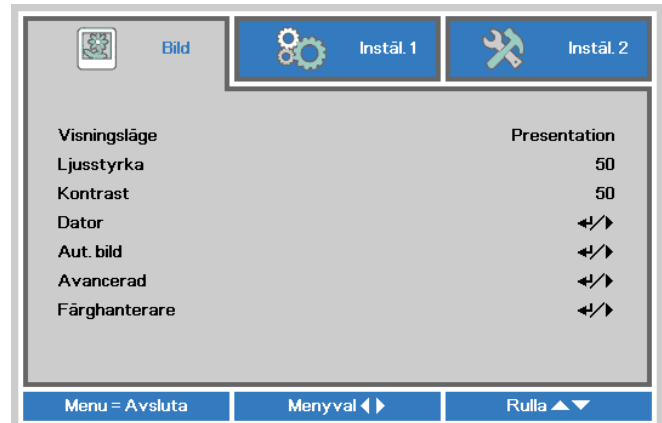 Bild
Instäl. 1
Instäl. 2
Visningsläge Presentation
Ljusstyrka 50
Kontrast 50
Dator ↵/▶
Aut. bild ↵/▶
Avancerad ↵/▶
Färghanterare ↵/▶
Menu = Avsluta
Menyval ◀▶
Rulla ▲▼